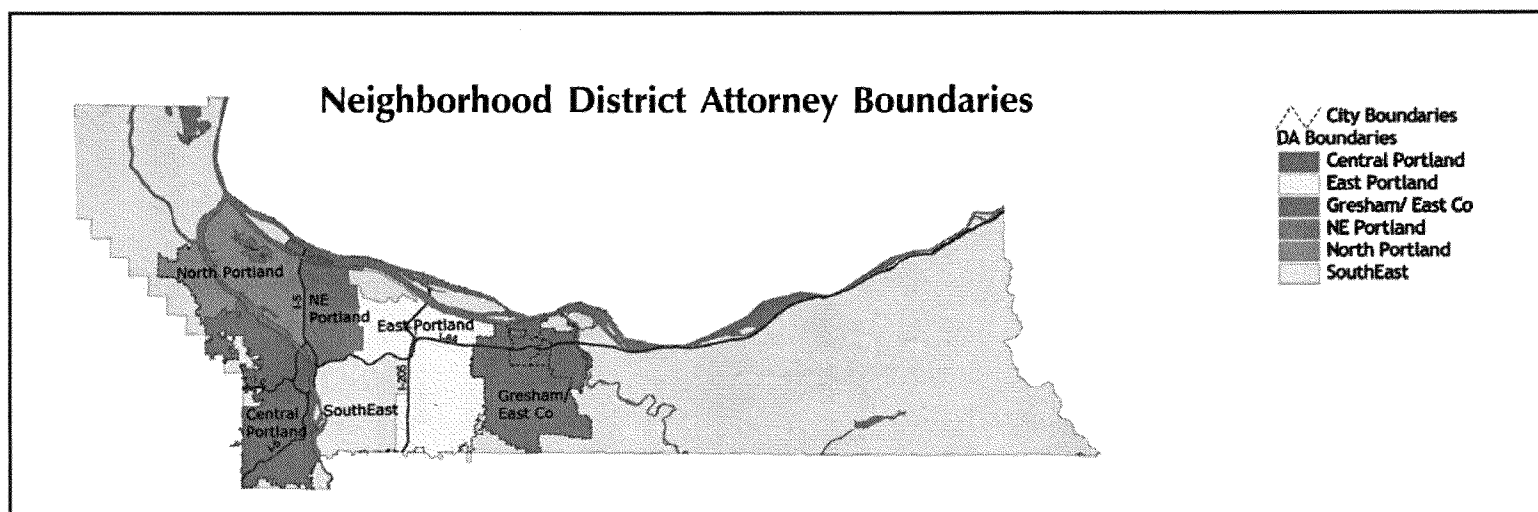 Neighborhood District Attorney Boundaries
City Boundaries
DA Boundaries
Central Portland
East Portland
Gresham/ East Co
NE Portland
North Portland
SouthEast
North Portland
I-5
NE
Portland
East Portland
I-84
I-205
SouthEast
Gresham/
East Co
Central
Portland